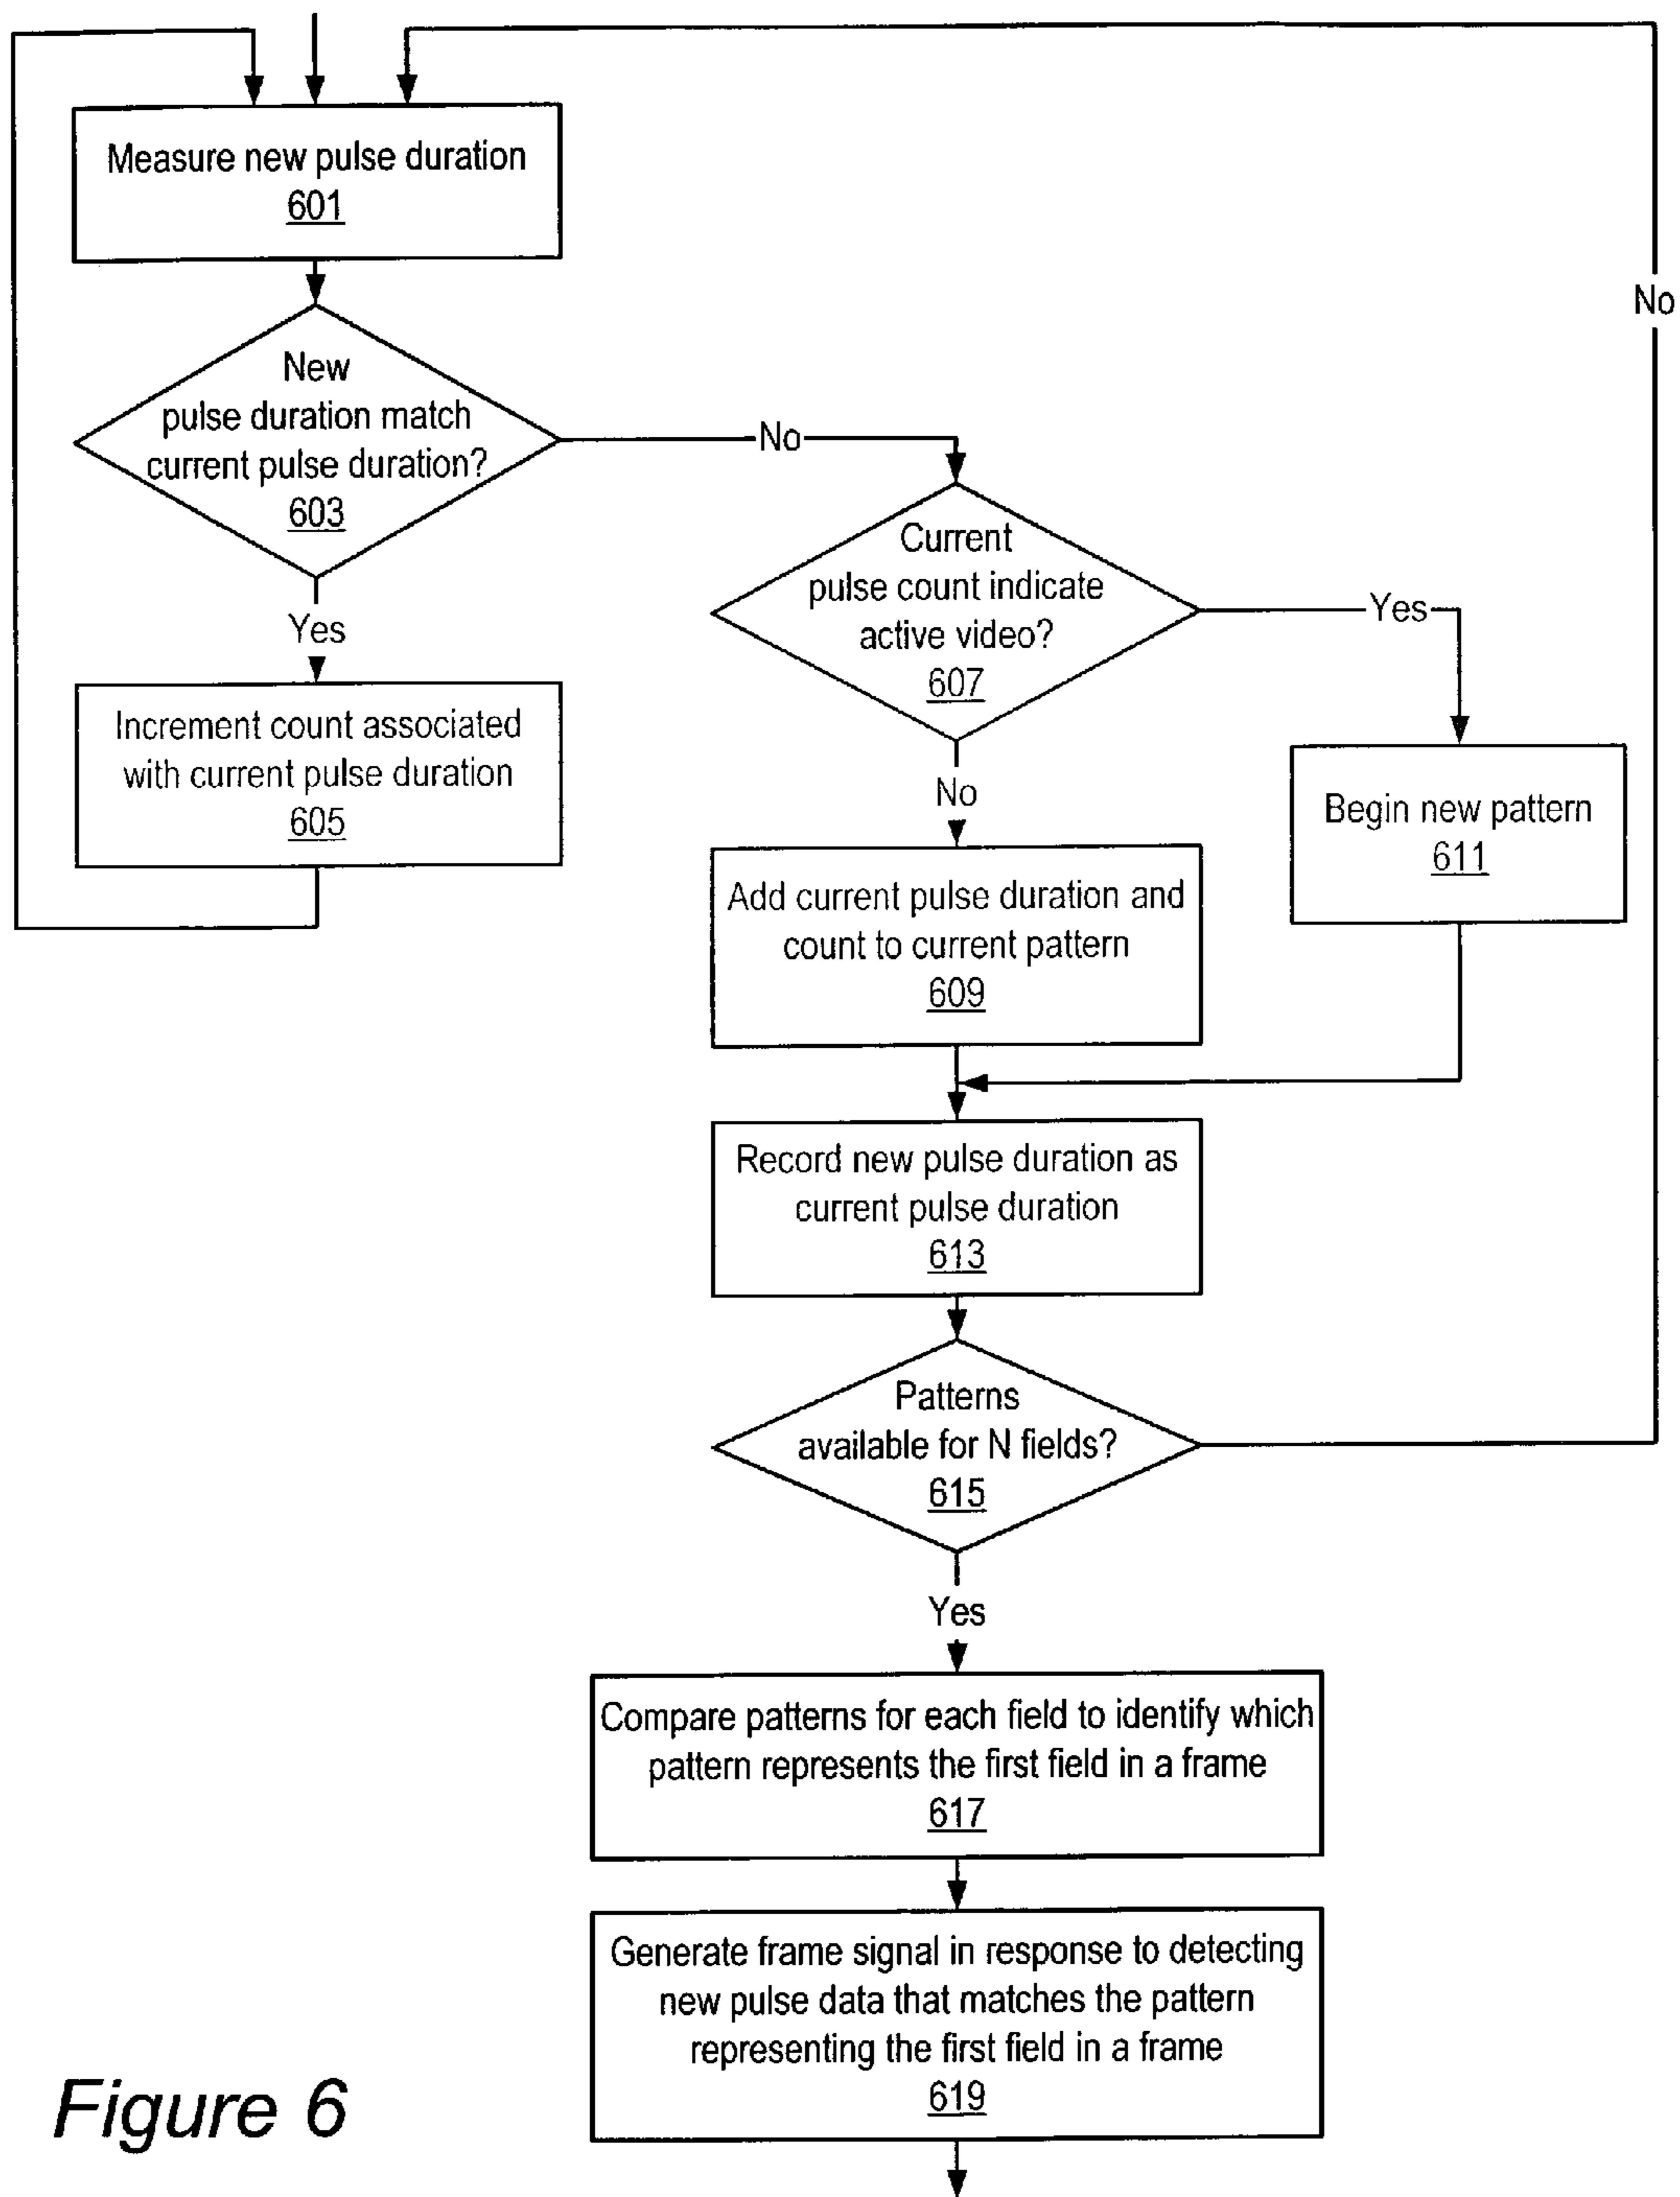 Measure new pulse duration
601
No
New
pulse duration match
current pulse duration?
603
No
Yes
Current
pulse count indicate
active video?
607
Yes
Increment count associated
with current pulse duration
605
No
Begin new pattern
611
Add current pulse duration and
count to current pattern
609
Record new pulse duration as
current pulse duration
613
Patterns
available for N fields?
615
Yes
Compare patterns for each field to identify which
pattern represents the first field in a frame
617
Generate frame signal in response to detecting
new pulse data that matches the pattern
representing the first field in a frame
619
Figure 6